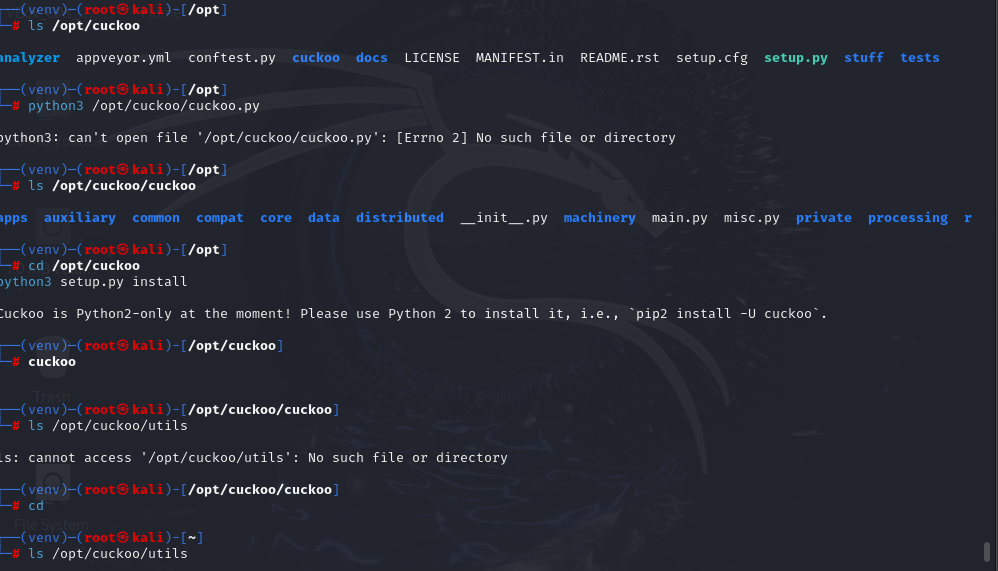 (venv)-(root㉿kali)-[/opt]
# ls /opt/cuckoo
analyzer appveyor.yml conftest.py cuckoo docs LICENSE MANIFEST.in README.rst setup.cfg setup.py stuff tests
(venv)-(root㉿kali)-[/opt]
# python3 /opt/cuckoo/cuckoo.py
python3: can't open file '/opt/cuckoo/cuckoo.py': [Errno 2] No such file or directory
(venv)-(root㉿kali)-[/opt]
# ls /opt/cuckoo/cuckoo
apps auxiliary common compat core data distributed __init__.py machinery main.py misc.py private processing r
(venv)-(root㉿kali)-[/opt]
# cd /opt/cuckoo
python3 setup.py install
Cuckoo is Python2-only at the moment! Please use Python 2 to install it, i.e., `pip2 install -U cuckoo`.
(venv)-(root㉿kali)-[/opt/cuckoo]
# cuckoo
Trash
(venv)-(root㉿kali)-[/opt/cuckoo/cuckoo]
# ls /opt/cuckoo/utils
ls: cannot access '/opt/cuckoo/utils': No such file or directory
(venv)-(root㉿kali)-[/opt/cuckoo/cuckoo]
# cd
File System
(venv)-(root㉿kali)-[~]
# ls /opt/cuckoo/utils